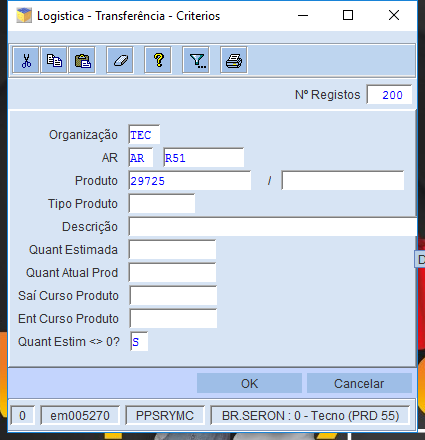 Logistica - Transferência - Criterios
Nº Registos 200
Organização TEC
AR AR R51
Produto 29725 /
Tipo Produto
Descrição
Quant Estimada
Quant Atual Prod
Saí Curso Produto
Ent Curso Produto
Quant Estim <> 0? S
OK Cancelar
0 em005270 PPSRYMC BR.SERON : 0 - Tecno (PRD 55)